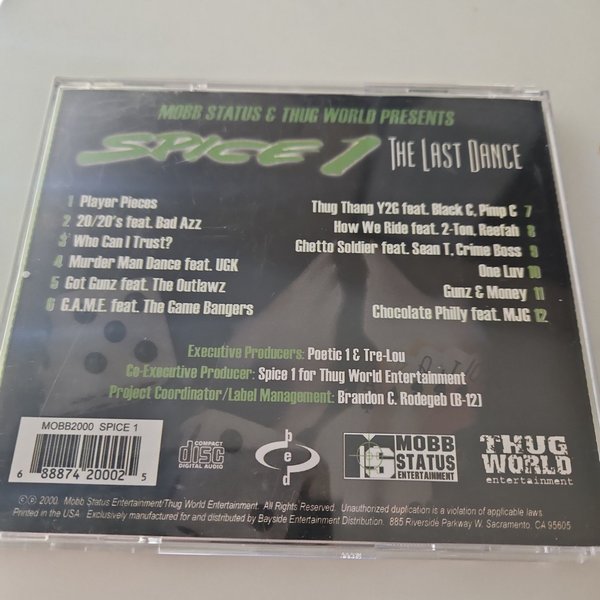 MOBB STATUS & THUG WORLD PRESENTS
SPICE 1 THE LAST DANCE
1 Player Pieces
2 20/20's feat. Bad Azz
3 Who Can I Trust?
4 Murder Man Dance feat. UGK
5 Got Gunz feat. The Outlawz
6 G.A.M.E. feat. The Game Bangers
Thug Thang Y2G feat. Black C, Pimp C 7
How We Ride feat. 2-Ton, Reefah 8
Ghetto Soldier feat. Sean T, Crime Boss 9
One Luv 10
Gunz & Money 11
Chocolate Philly feat. MJG 12
Executive Producers: Poetic 1 & Tre-Lou
Co-Executive Producer: Spice 1 for Thug World Entertainment
Project Coordinator/Label Management: Brandon C. Rodegeb (B-12)
MOBB2000 SPICE 1
6 88874 20002 5
COMPACT
disc
DIGITAL AUDIO
bed
MOBB
STATUS
ENTERTAINMENT
THUG
WORLD
entertainment
©℗ 2000. Mobb Status Entertainment/Thug World Entertainment. All Rights Reserved. Unauthorized duplication is a violation of applicable laws.
Printed in the USA. Exclusively manufactured for and distributed by Bayside Entertainment Distribution. 885 Riverside Parkway W. Sacramento, CA 95605